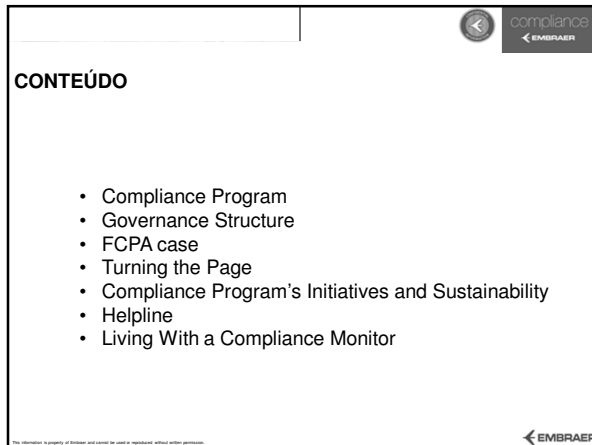 compliance
EMBRAER
CONTEÚDO
• Compliance Program
• Governance Structure
• FCPA case
• Turning the Page
• Compliance Program's Initiatives and Sustainability
• Helpline
• Living With a Compliance Monitor
This information is property of Embraer and cannot be used or reproduced without written permission.
EMBRAER